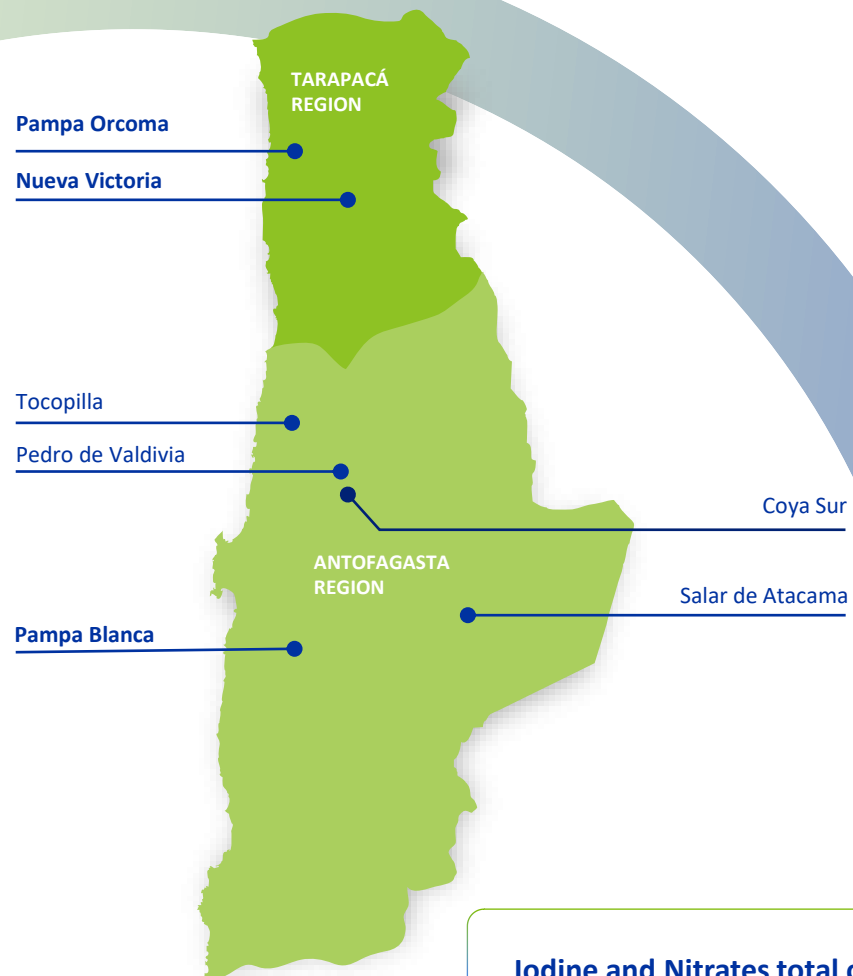 TARAPACÁ
REGION
Pampa Orcoma
Nueva Victoria
Tocopilla
Pedro de Valdivia
Coya Sur
ANTOFAGASTA
REGION
Salar de Atacama
Pampa Blanca
Iodine and Nitrates total